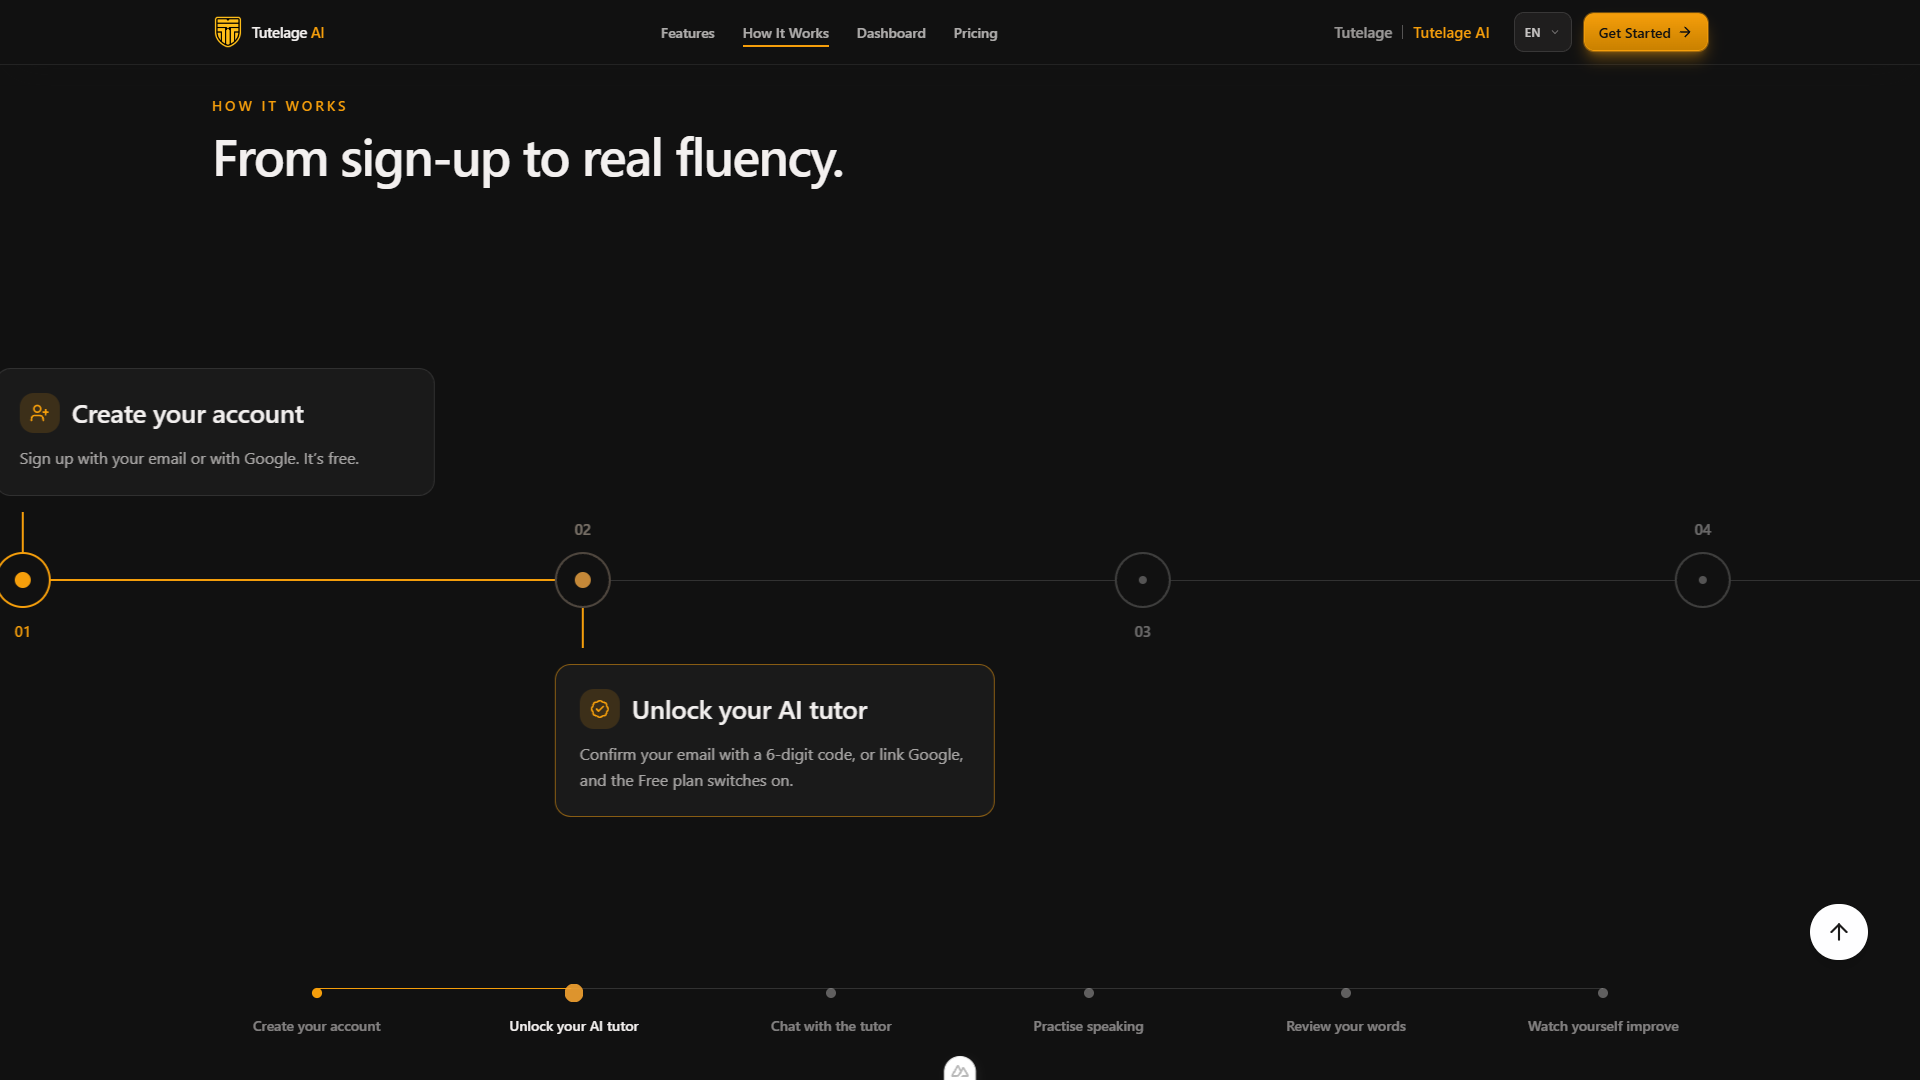 Tutelage AI
Features
How It Works
Dashboard
Pricing
Tutelage
Tutelage AI
EN
Get Started
HOW IT WORKS
From sign-up to real fluency.
Create your account
Sign up with your email or with Google. It's free.
01
02
03
04
Unlock your AI tutor
Confirm your email with a 6-digit code, or link Google,
and the Free plan switches on.
Create your account
Unlock your AI tutor
Chat with the tutor
Practise speaking
Review your words
Watch yourself improve